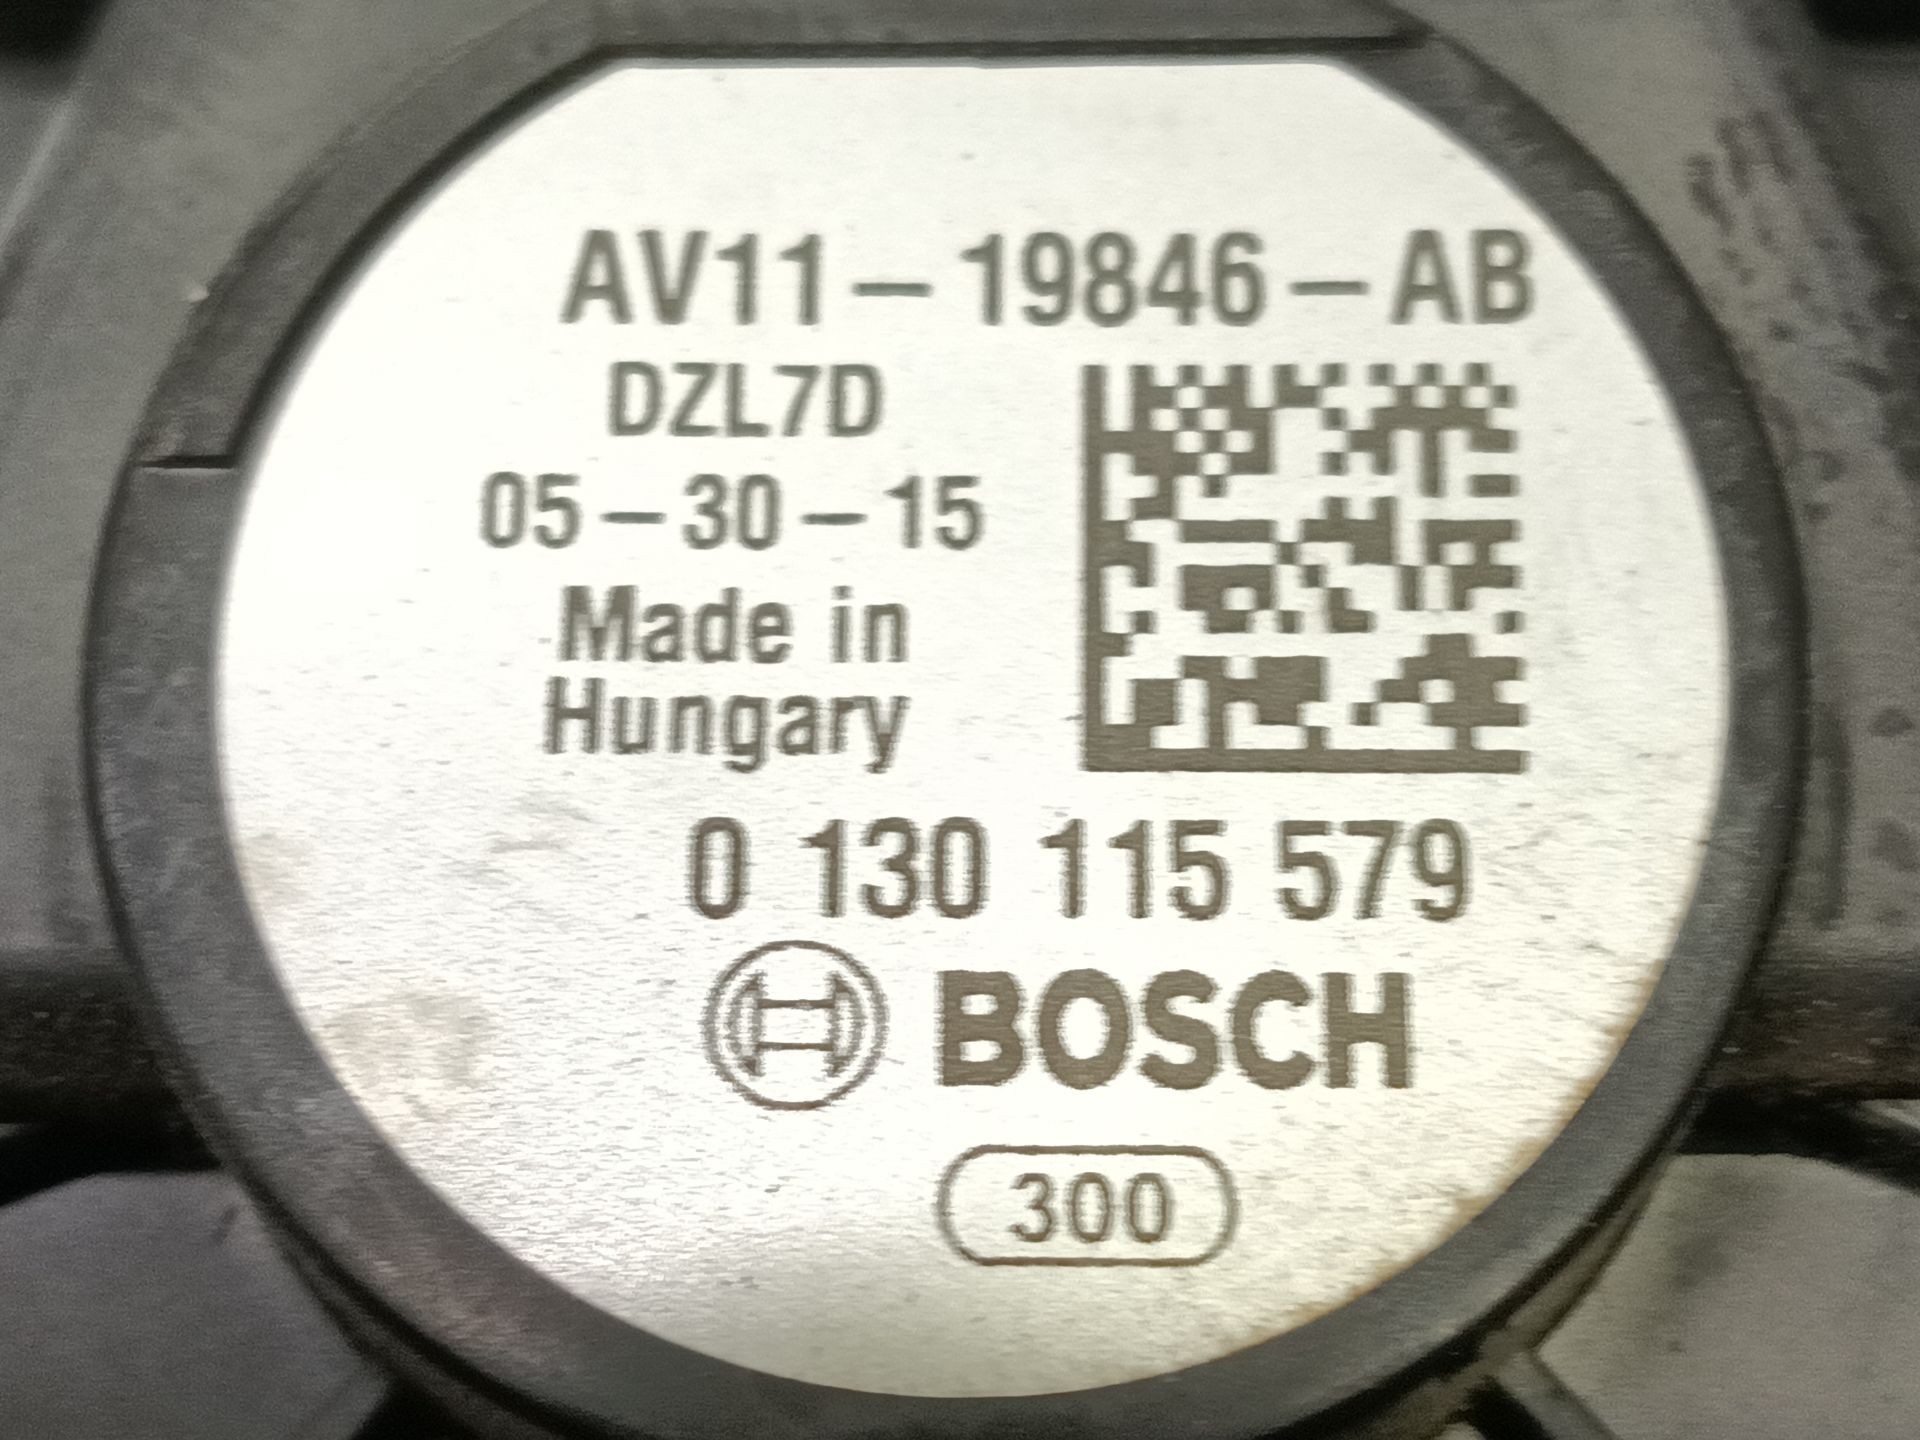 AV11-19846-AB
DZL7D
05-30-15
Made in
Hungary
0 130 115 579
BOSCH
300